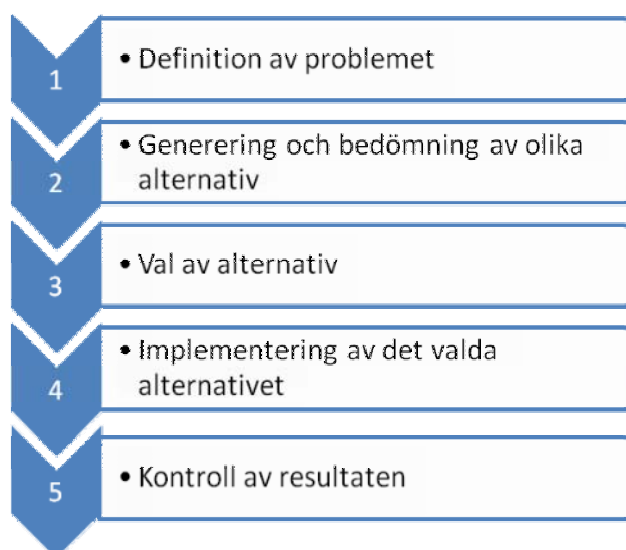 1
• Definition av problemet
2
• Generering och bedömning av olika
alternativ
3
• Val av alternativ
4
• Implementering av det valda
alternativet
5
• Kontroll av resultaten